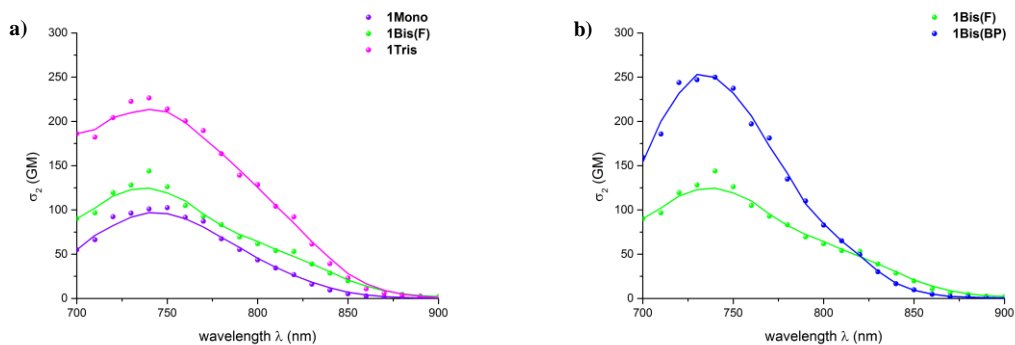 a)
1Mono
1Bis(F)
1Tris
300
250
200
150
100
50
0
σ₂ (GM)
700 750 800 850 900
wavelength λ (nm)
b)
1Bis(F)
1Bis(BP)
300
250
200
150
100
50
0
σ₂ (GM)
700 750 800 850 900
wavelength λ (nm)